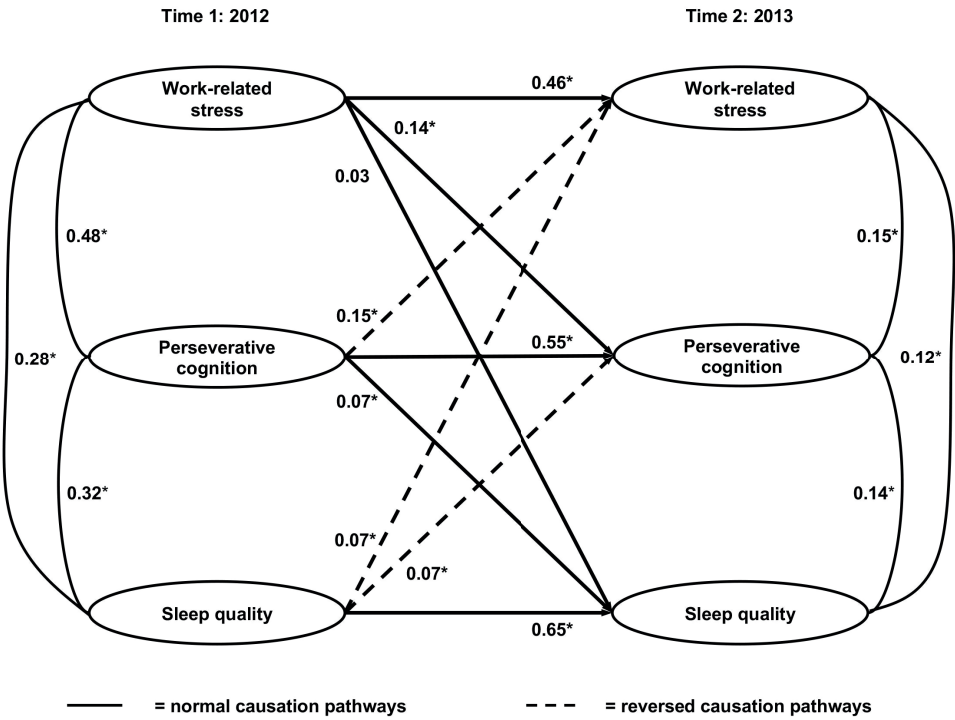 Time 1: 2012
Time 2: 2013
Work-related
stress
Work-related
stress
0.46*
0.14*
0.03
0.48*
0.15*
0.15*
0.28*
Perseverative
cognition
0.55*
Perseverative
cognition
0.12*
0.07*
0.32*
0.14*
0.07*
0.07*
Sleep quality
Sleep quality
0.65*
= normal causation pathways
= reversed causation pathways